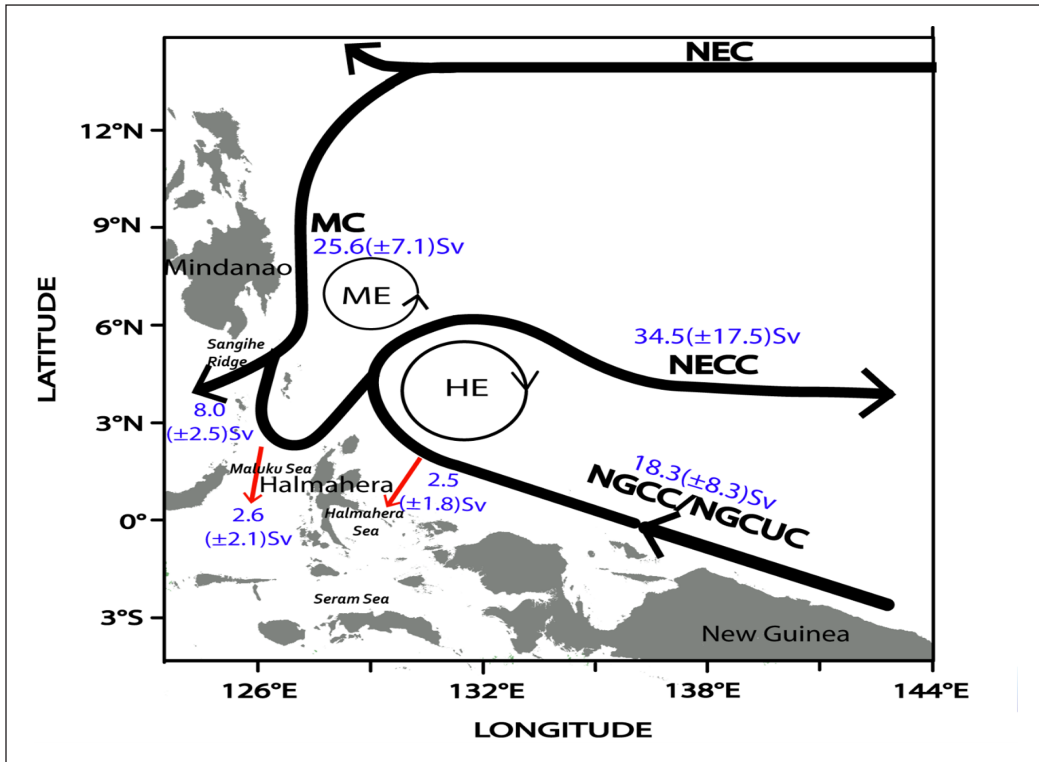 NEC
12°N
9°N
MC
25.6(±7.1)Sv
Mindanao
ME
6°N
34.5(±17.5)Sv
NECC
Sangihe
Ridge
HE
LATITUDE
8.0
(±2.5)Sv
3°N
18.3(±8.3)Sv
NGCC/NGCUC
Maluku Sea
Halmahera
2.5
(±1.8)Sv
Halmahera
Sea
2.6
(±2.1)Sv
0°
Seram Sea
3°S
New Guinea
126°E
132°E
138°E
144°E
LONGITUDE